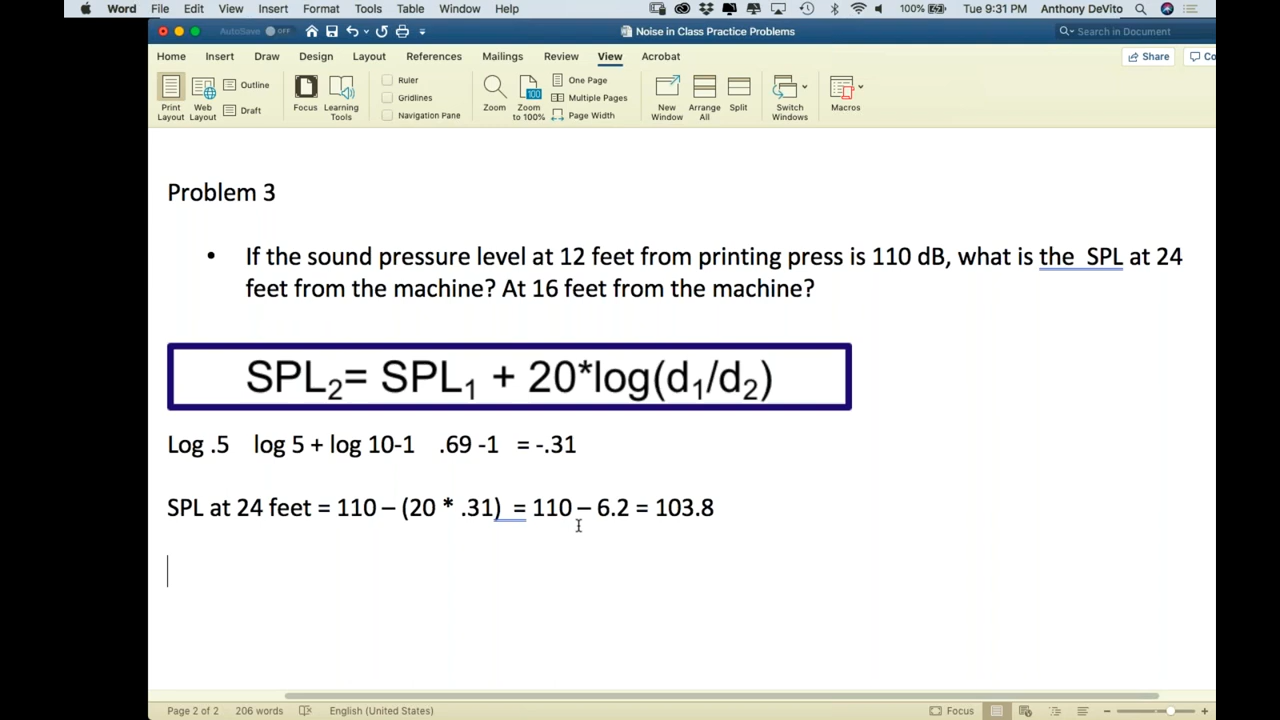 Word File Edit View Insert Format Tools Table Window Help 100% Tue 9:31 PM Anthony DeVito
AutoSave OFF Noise in Class Practice Problems Search in Document
Home Insert Draw Design Layout References Mailings Review View Acrobat Share Co
Print Layout
Web Layout
Outline
Draft
Focus
Learning Tools
Ruler
Gridlines
Navigation Pane
Zoom
100
Zoom to 100%
One Page
Multiple Pages
Page Width
New Window
Arrange All
Split
Switch Windows
Macros
Problem 3
• If the sound pressure level at 12 feet from printing press is 110 dB, what is the SPL at 24
feet from the machine? At 16 feet from the machine?
SPL₂= SPL₁ + 20*log(d₁/d₂)
Log .5 log 5 + log 10-1 .69 -1 = -.31
SPL at 24 feet = 110 – (20 * .31) = 110 – 6.2 = 103.8
Page 2 of 2 206 words English (United States) Focus